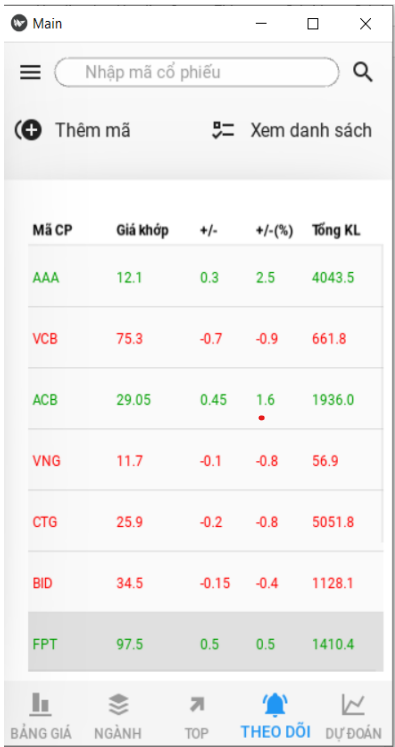 Main
Nhập mã cổ phiếu
Thêm mã Xem danh sách
Mã CP Giá khớp +/- +/-(%) Tổng KL
AAA 12.1 0.3 2.5 4043.5
VCB 75.3 -0.7 -0.9 661.8
ACB 29.05 0.45 1.6 1936.0
VNG 11.7 -0.1 -0.8 56.9
CTG 25.9 -0.2 -0.8 5051.8
BID 34.5 -0.15 -0.4 1128.1
FPT 97.5 0.5 0.5 1410.4
BẢNG GIÁ NGÀNH TOP THEO DÕI DỰ ĐOÁN